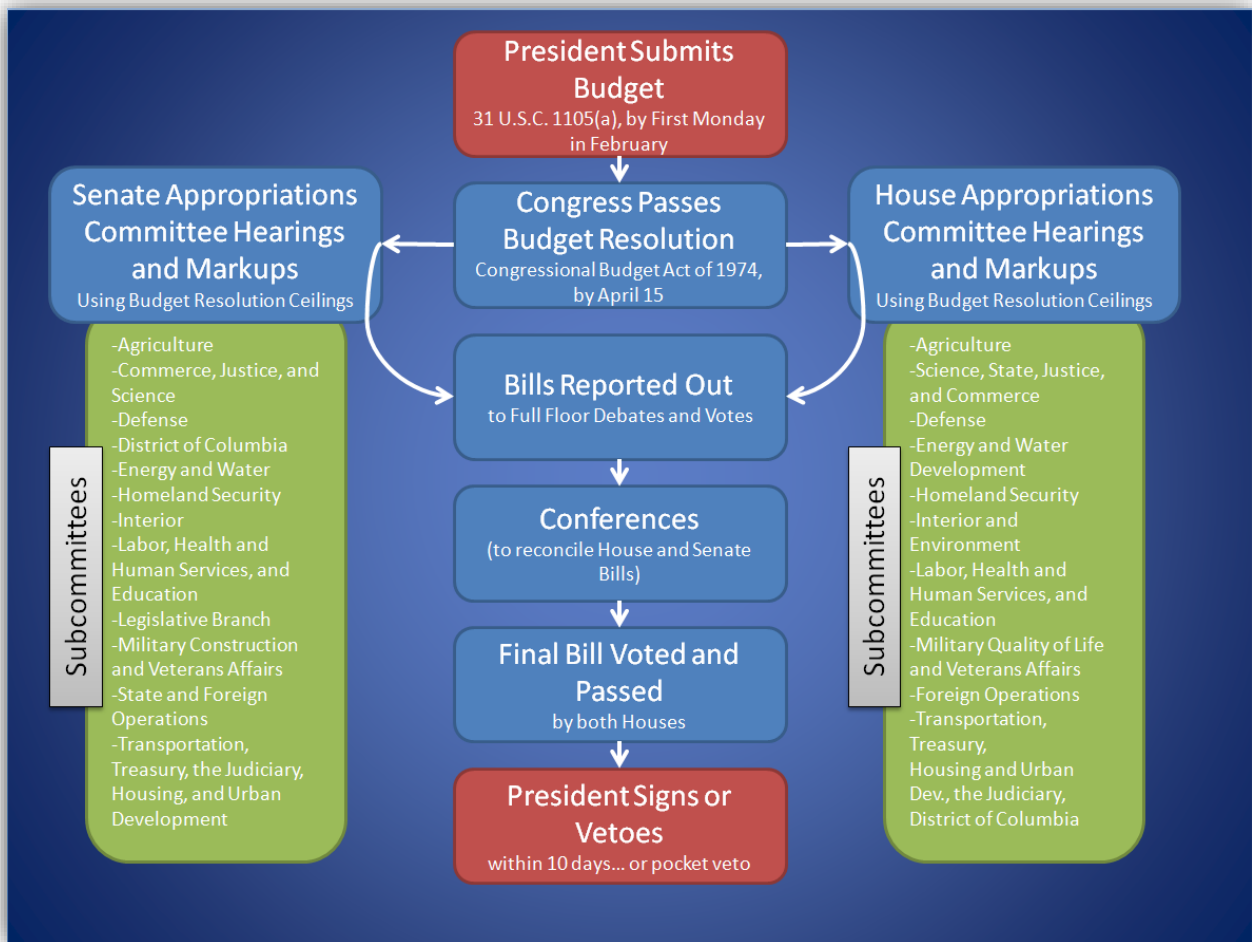 President Submits
Budget
31 U.S.C. 1105(a), by First Monday
in February
Senate Appropriations
Committee Hearings
and Markups
Using Budget Resolution Ceilings
Congress Passes
Budget Resolution
Congressional Budget Act of 1974,
by April 15
House Appropriations
Committee Hearings
and Markups
Using Budget Resolution Ceilings
Subcommittees
-Agriculture
-Commerce, Justice, and
Science
-Defense
-District of Columbia
-Energy and Water
-Homeland Security
-Interior
-Labor, Health and
Human Services, and
Education
-Legislative Branch
-Military Construction
and Veterans Affairs
-State and Foreign
Operations
-Transportation,
Treasury, the Judiciary,
Housing, and Urban
Development
Bills Reported Out
to Full Floor Debates and Votes
Conferences
(to reconcile House and Senate
Bills)
Final Bill Voted and
Passed
by both Houses
President Signs or
Vetoes
within 10 days... or pocket veto
Subcommittees
-Agriculture
-Science, State, Justice,
and Commerce
-Defense
-Energy and Water
Development
-Homeland Security
-Interior and
Environment
-Labor, Health and
Human Services, and
Education
-Military Quality of Life
and Veterans Affairs
-Foreign Operations
-Transportation,
Treasury,
Housing and Urban
Dev., the Judiciary,
District of Columbia